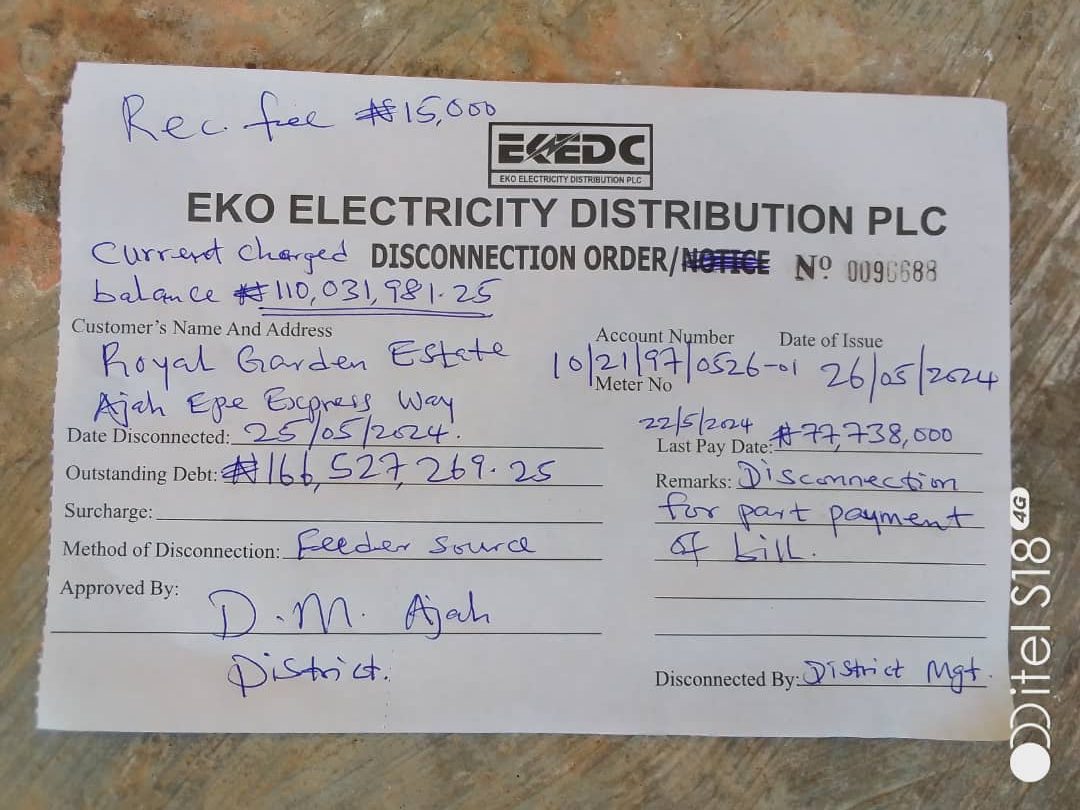 Rec. fee ₦15,000
EKEDC
EKO ELECTRICITY DISTRIBUTION PLC
EKO ELECTRICITY DISTRIBUTION PLC
Current Charged
balance ₦110,031,981.25
DISCONNECTION ORDER/NOTICE Nº 0096688
Customer's Name And Address
Royal Garden Estate
Ajah Epe Express Way
Account Number
10/21/97/0526-01
Meter No
Date of Issue
26/05/2024
Date Disconnected: 25/05/2024.
Outstanding Debt: ₦166,527,269.25
Surcharge:
Method of Disconnection: Feeder source
Approved By: D.M. Ajah
District.
22/5/2024
Last Pay Date: ₦77,738,000
Remarks: Disconnection
for part payment
of bill.
Disconnected By: District Mgt.
itel S18 4G